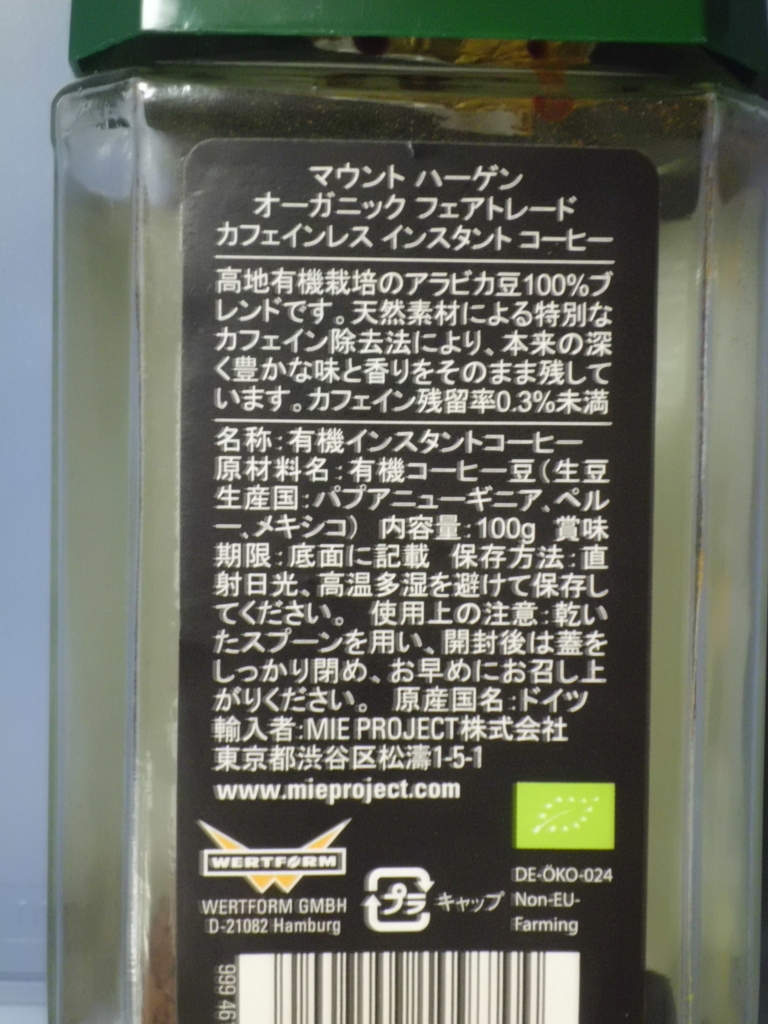 マウント ハーゲン
オーガニック フェアトレード
カフェインレス インスタント コーヒー
高地有機栽培のアラビカ豆100%ブ
レンドです。天然素材による特別な
カフェイン除去法により、本来の深
く豊かな味と香りをそのまま残して
います。カフェイン残留率0.3%未満
名称:有機インスタントコーヒー
原材料名:有機コーヒー豆(生豆
生産国:パプアニューギニア、ペル
ー、メキシコ) 内容量:100g 賞味
期限:底面に記載 保存方法:直
射日光、高温多湿を避けて保存し
てください。 使用上の注意:乾い
たスプーンを用い、開封後は蓋を
しっかり閉め、お早めにお召し上
がりください。 原産国名:ドイツ
輸入者:MIE PROJECT株式会社
東京都渋谷区松濤1-5-1
www.mieproject.com
WERTFORM
WERTFORM GMBH
D-21082 Hamburg
プラ
キャップ
DE-ÖKO-024
Non-EU-
Farming
999 46